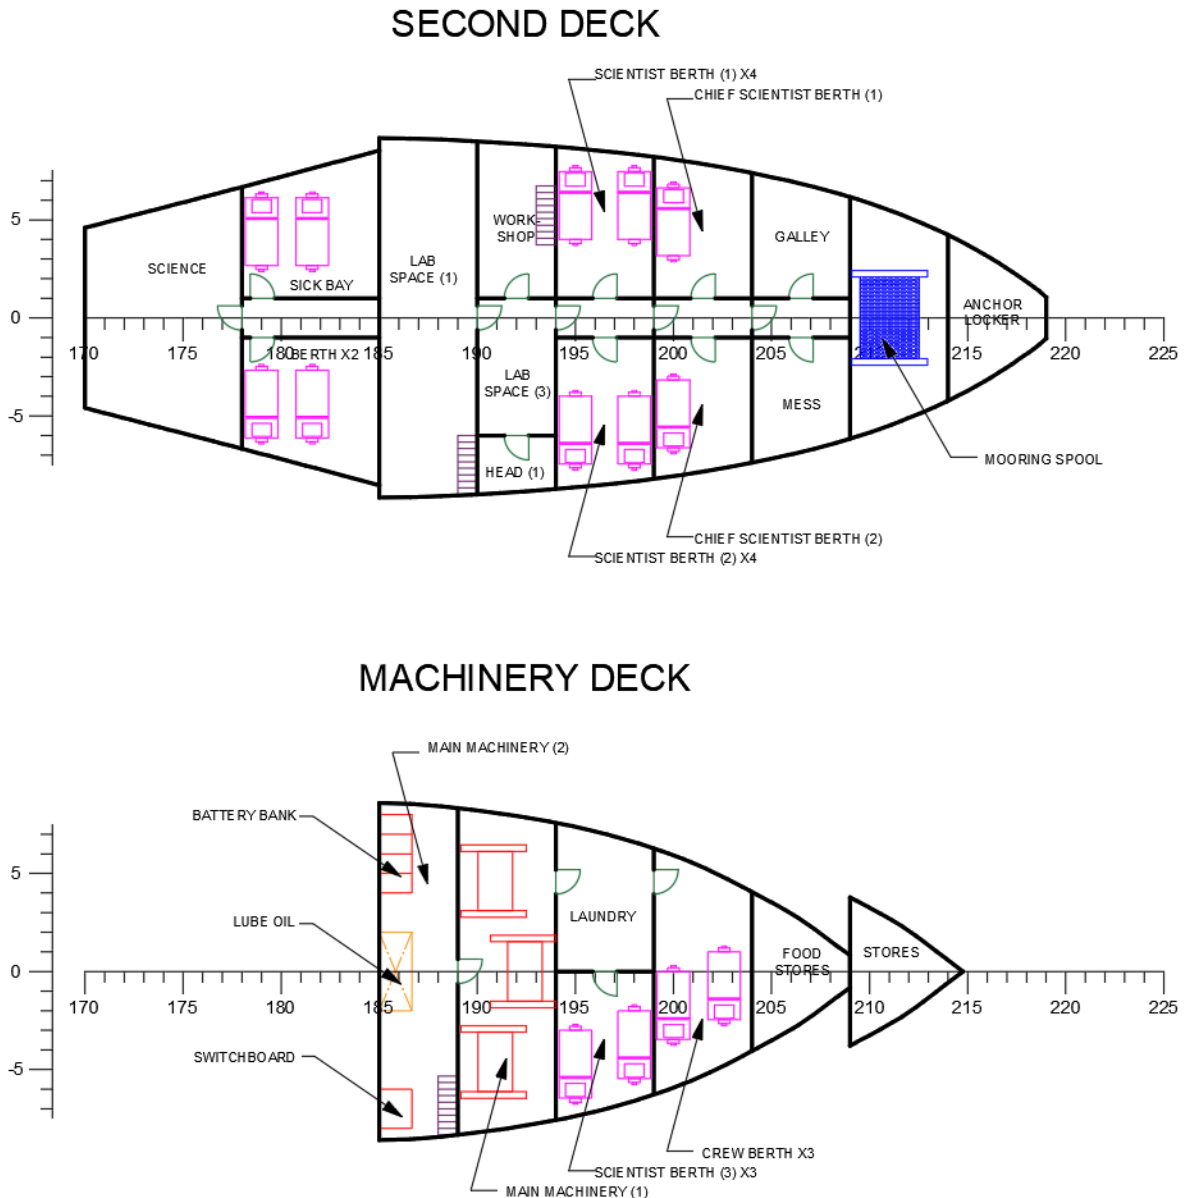 SECOND DECK
SCIENTIST BERTH (1) X4
CHIEF SCIENTIST BERTH (1)
5
WORK-
SHOP
GALLEY
LAB
SPACE (1)
SCIENCE
SICK BAY
ANCHOR
LOCKER
0
170 175 180 185 190 195 200 205 215 220 225
BERTH X2
LAB
SPACE (3)
MESS
-5
HEAD (1)
MOORING SPOOL
CHIEF SCIENTIST BERTH (2)
SCIENTIST BERTH (2) X4
MACHINERY DECK
MAIN MACHINERY (2)
BATTERY BANK
5
LAUNDRY
LUBE OIL
FOOD
STORES
STORES
0
170 175 180 185 190 195 200 205 210 215 220 225
SWITCHBOARD
-5
CREW BERTH X3
SCIENTIST BERTH (3) X3
MAIN MACHINERY (1)